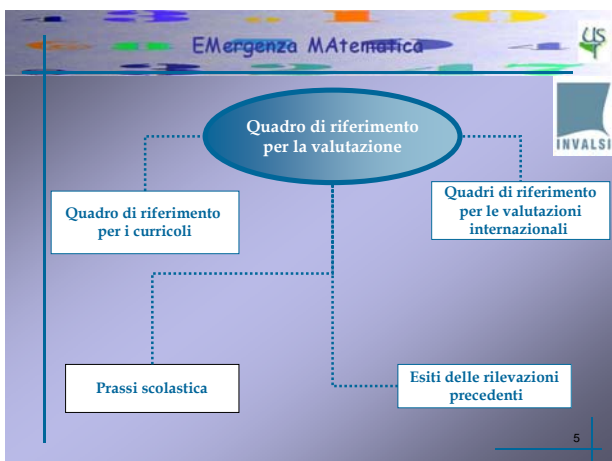 EMergenza MAtematica
US
r
INVALSI
Quadro di riferimento
per la valutazione
Quadro di riferimento
per i curricoli
Quadri di riferimento
per le valutazioni
internazionali
Prassi scolastica
Esiti delle rilevazioni
precedenti
5